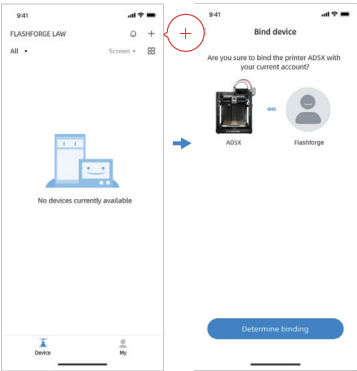 9:41
FLASHFORGE LAW
All
Screen
No devices currently available
Device
My
9:41
Bind device
Are you sure to bind the printer AD5X with
your current account?
AD5X
Flashforge
Determine binding